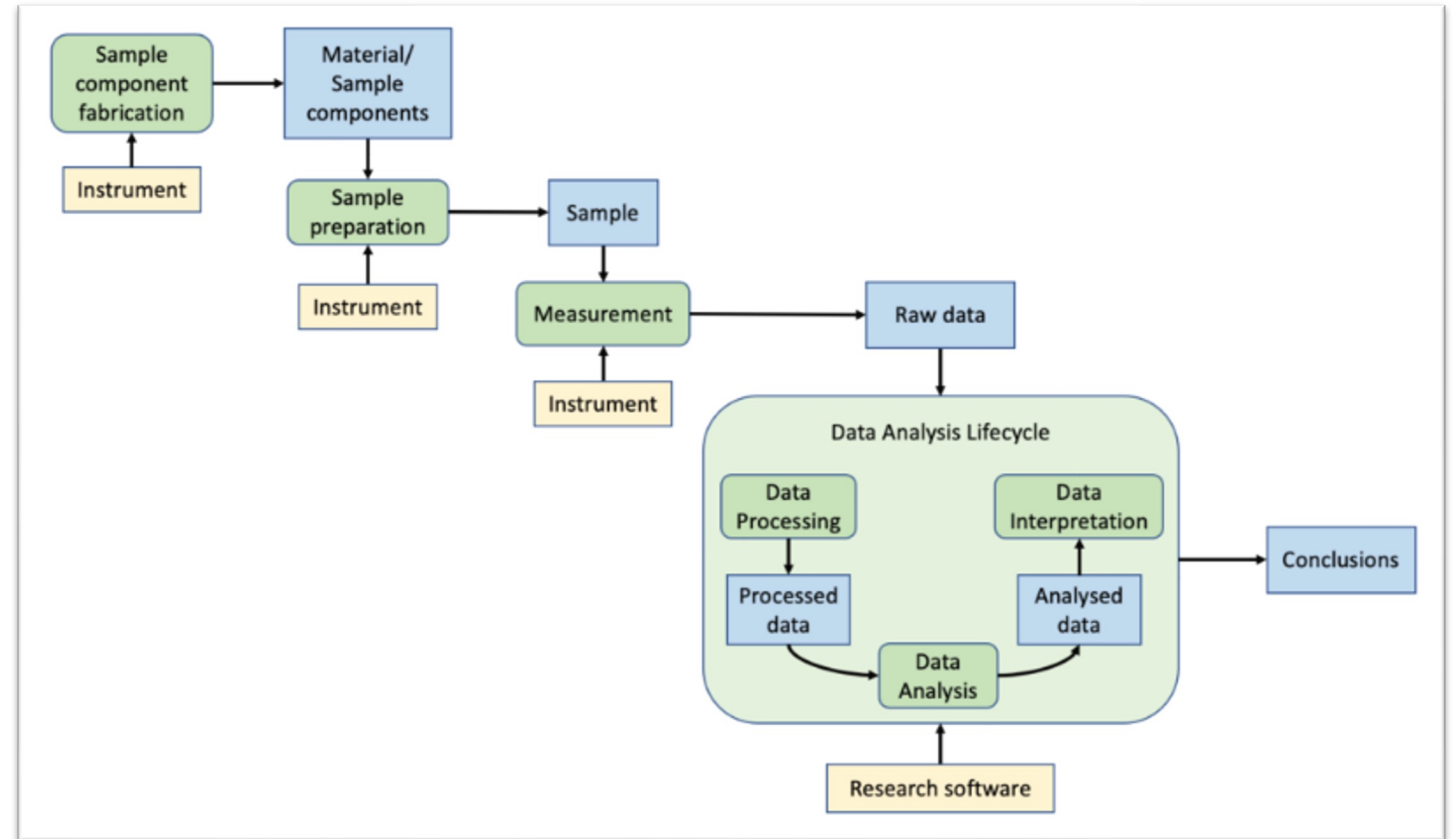 Sample
component
fabrication
Material/
Sample
components
Instrument
Sample
preparation
Sample
Instrument
Measurement
Raw data
Instrument
Data Analysis Lifecycle
Data
Processing
Data
Interpretation
Processed
data
Analysed
data
Conclusions
Data
Analysis
Research software